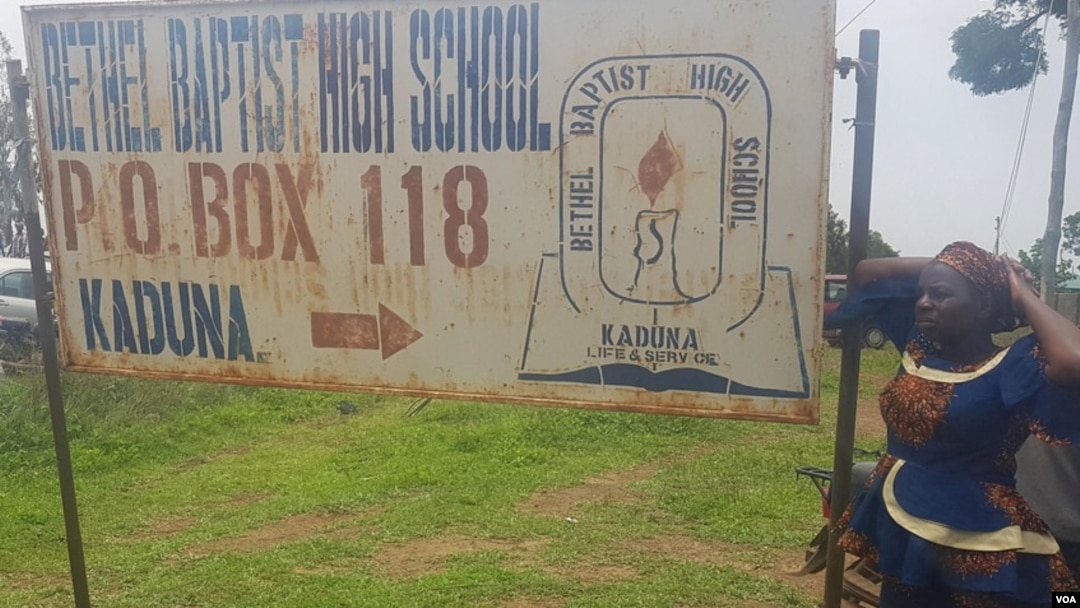 BETHEL BAPTIST HIGH SCHOOL
P.O. BOX 118
KADUNA
BETHEL BAPTIST HIGH SCHOOL
KADUNA
LIFE & SERVICE
VOA